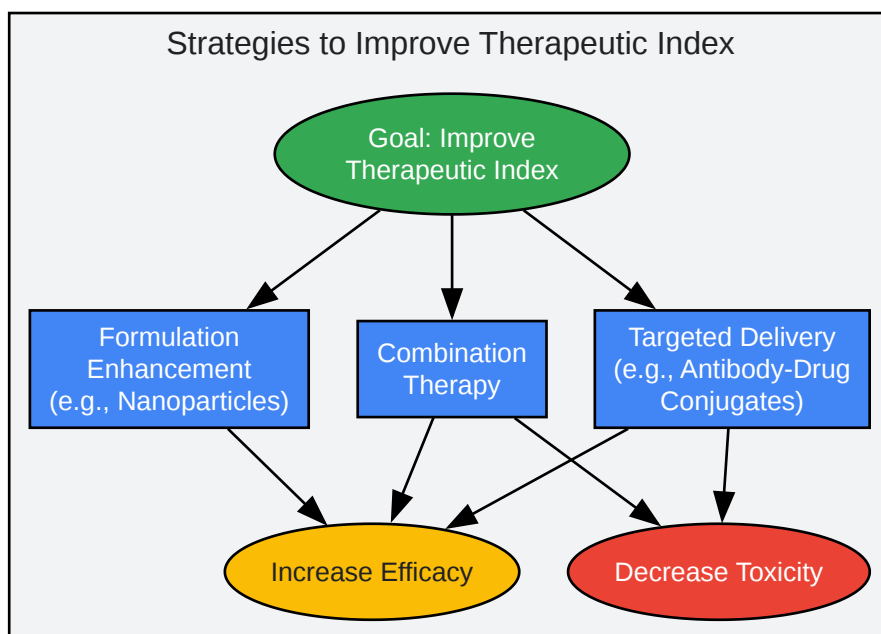 Strategies to Improve Therapeutic Index
Goal: Improve
Therapeutic Index
Formulation
Enhancement
(e.g., Nanoparticles)
Combination
Therapy
Targeted Delivery
(e.g., Antibody-Drug
Conjugates)
Increase Efficacy
Decrease Toxicity